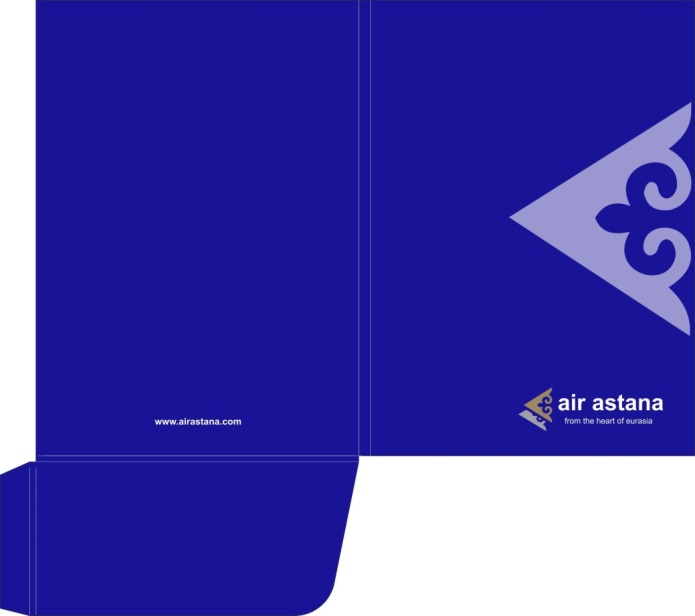 www.airastana.com
air astana
from the heart of eurasia